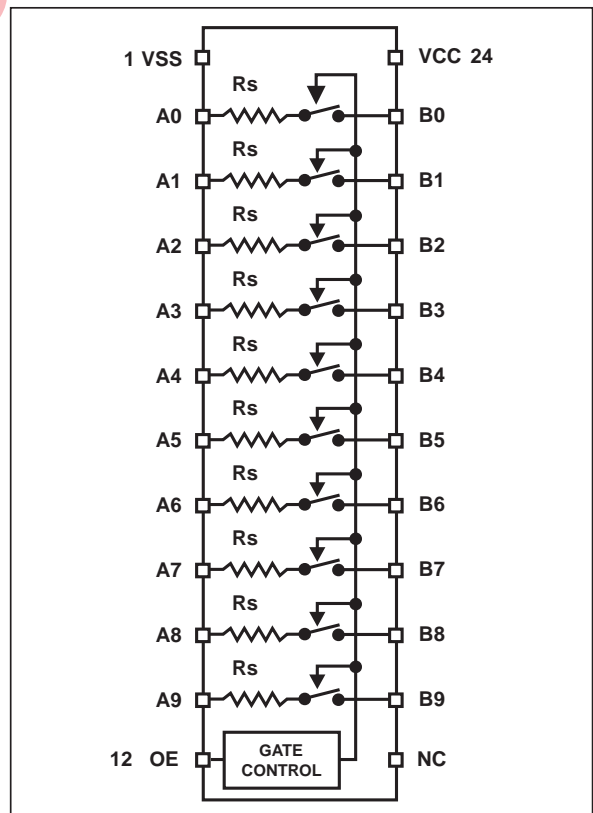 1 VSS VCC 24
Rs
A0 B0
Rs
A1 B1
Rs
A2 B2
Rs
A3 B3
Rs
A4 B4
Rs
A5 B5
Rs
A6 B6
Rs
A7 B7
Rs
A8 B8
Rs
A9 B9
12 OE GATE CONTROL NC